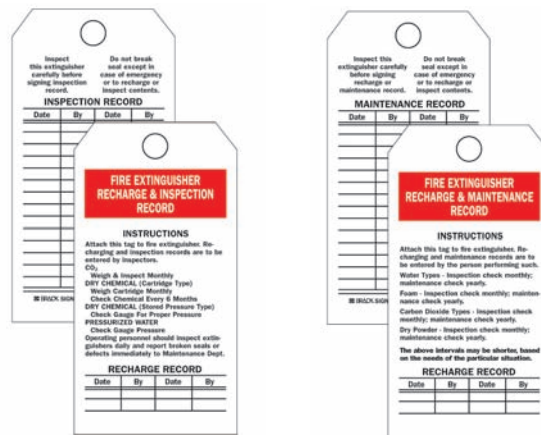 Inspect
this extinguisher
carefully before
signing inspection
record.
Do not break
seal except in
case of emergency
or to recharge or
inspect contents.
INSPECTION RECORD
Date By Date By
BRADY SIGN
FIRE EXTINGUISHER
RECHARGE & INSPECTION
RECORD
INSTRUCTIONS
Attach this tag to fire extinguisher. Re-
charging and inspection records are to be
entered by inspectors.
CO₂
Weigh & Inspect Monthly
DRY CHEMICAL (Cartridge Type)
Weigh Cartridge Monthly
Check Chemical Every 6 Months
DRY CHEMICAL (Stored Pressure Type)
Check Gauge For Proper Pressure
PRESSURIZED WATER
Check Gauge Pressure
Operating personnel should inspect extin-
guishers daily and report broken seals or
defects immediately to Maintenance Dept.
RECHARGE RECORD
Date By Date By
Inspect this
extinguisher carefully
before signing
recharge or
maintenance record.
Do not break
seal except in
case of emergency
or to recharge or
inspect contents.
MAINTENANCE RECORD
Date By Date By
BRADY SIGN
FIRE EXTINGUISHER
RECHARGE & MAINTENANCE
RECORD
INSTRUCTIONS
Attach this tag to fire extinguisher. Re-
charging and maintenance records are to
be entered by the person performing such.
Water Types - Inspection check monthly;
maintenance check yearly.
Foam - Inspection check monthly; mainten-
ance check yearly.
Carbon Dioxide Types - Inspection check
monthly; maintenance check yearly.
Dry Powder - Inspection check monthly;
maintenance check yearly.
The above intervals may be shorter, based
on the needs of the particular situation.
RECHARGE RECORD
Date By Date By